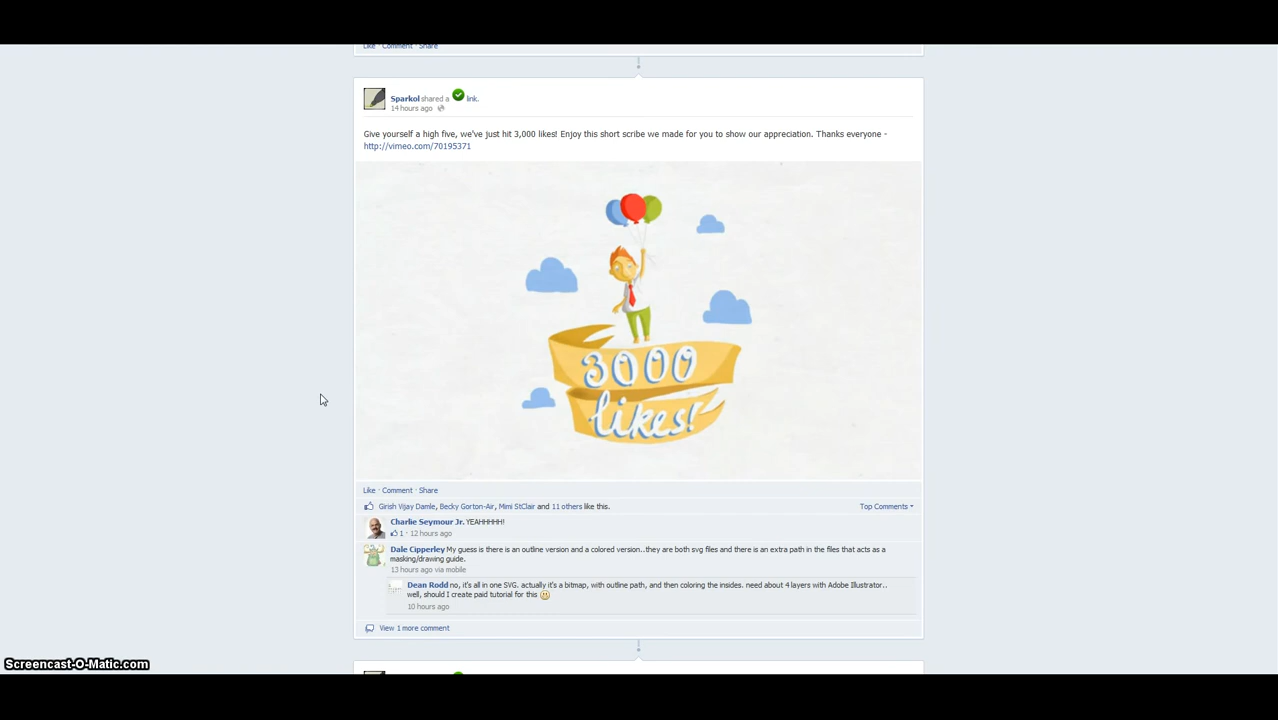 Like · Comment · Share
Sparkol shared a link.
14 hours ago
Give yourself a high five, we've just hit 3,000 likes! Enjoy this short scribe we made for you to show our appreciation. Thanks everyone -
http://vimeo.com/70195371
3000
likes!
Like · Comment · Share
Girish Vijay Damle, Becky Gorton-Air, Mimi StClair and 11 others like this.
Top Comments
Charlie Seymour Jr. YEAHHHHH!
1 · 12 hours ago
Dale Cipperley My guess is there is an outline version and a colored version..they are both svg files and there is an extra path in the files that acts as a
masking/drawing guide.
13 hours ago via mobile
Dean Rodd no, it's all in one SVG. actually it's a bitmap, with outline path, and then coloring the insides. need about 4 layers with Adobe Illustrator..
well, should I create paid tutorial for this
10 hours ago
View 1 more comment
Screencast-O-Matic.com